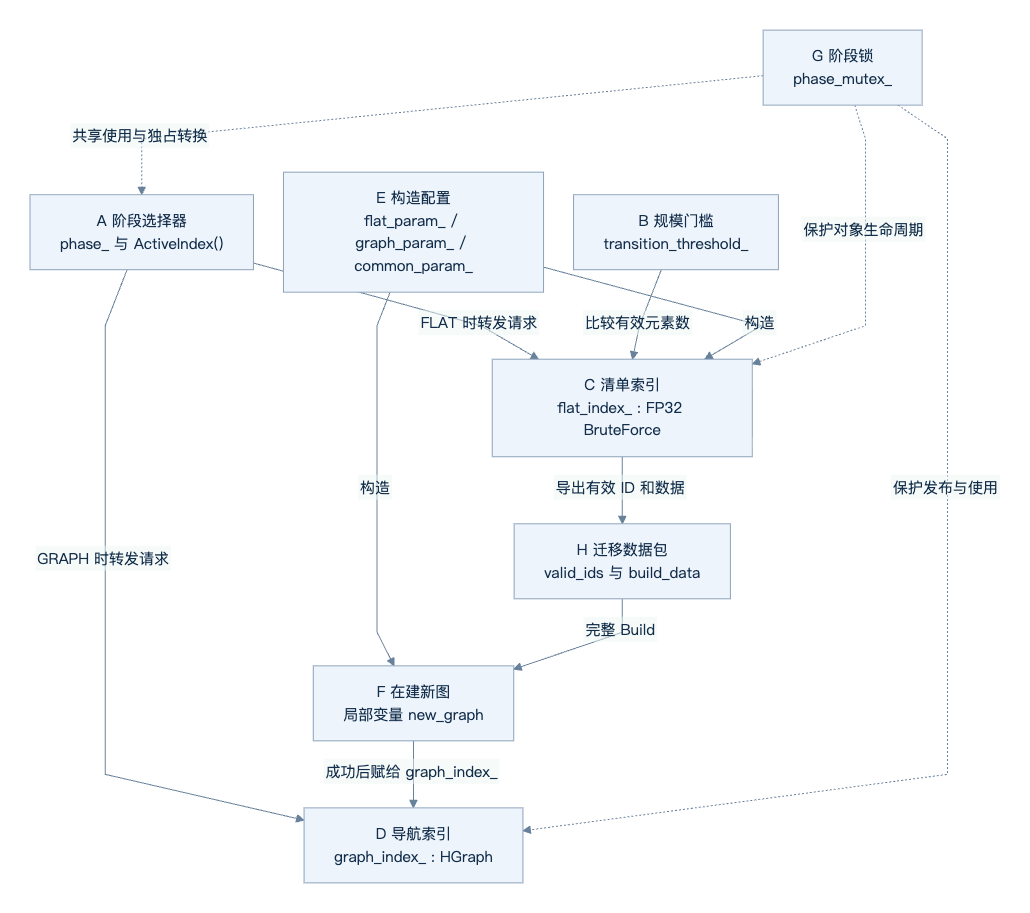 G 阶段锁
phase_mutex_
共享使用与独占转换
A 阶段选择器
phase_ 与 ActiveIndex()
E 构造配置
flat_param_ /
graph_param_ /
common_param_
B 规模门槛
transition_threshold_
保护对象生命周期
FLAT 时转发请求
比较有效元素数
构造
C 清单索引
flat_index_ : FP32
BruteForce
构造
导出有效 ID 和数据
保护发布与使用
GRAPH 时转发请求
H 迁移数据包
valid_ids 与 build_data
完整 Build
F 在建新图
局部变量 new_graph
成功后赋给 graph_index_
D 导航索引
graph_index_ : HGraph